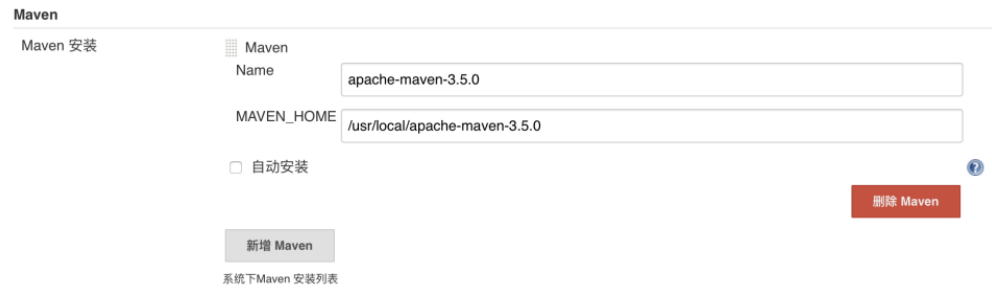 Maven
Maven 安装
Maven
Name
apache-maven-3.5.0
MAVEN_HOME
/usr/local/apache-maven-3.5.0
自动安装
?
删除 Maven
新增 Maven
系统下Maven 安装列表